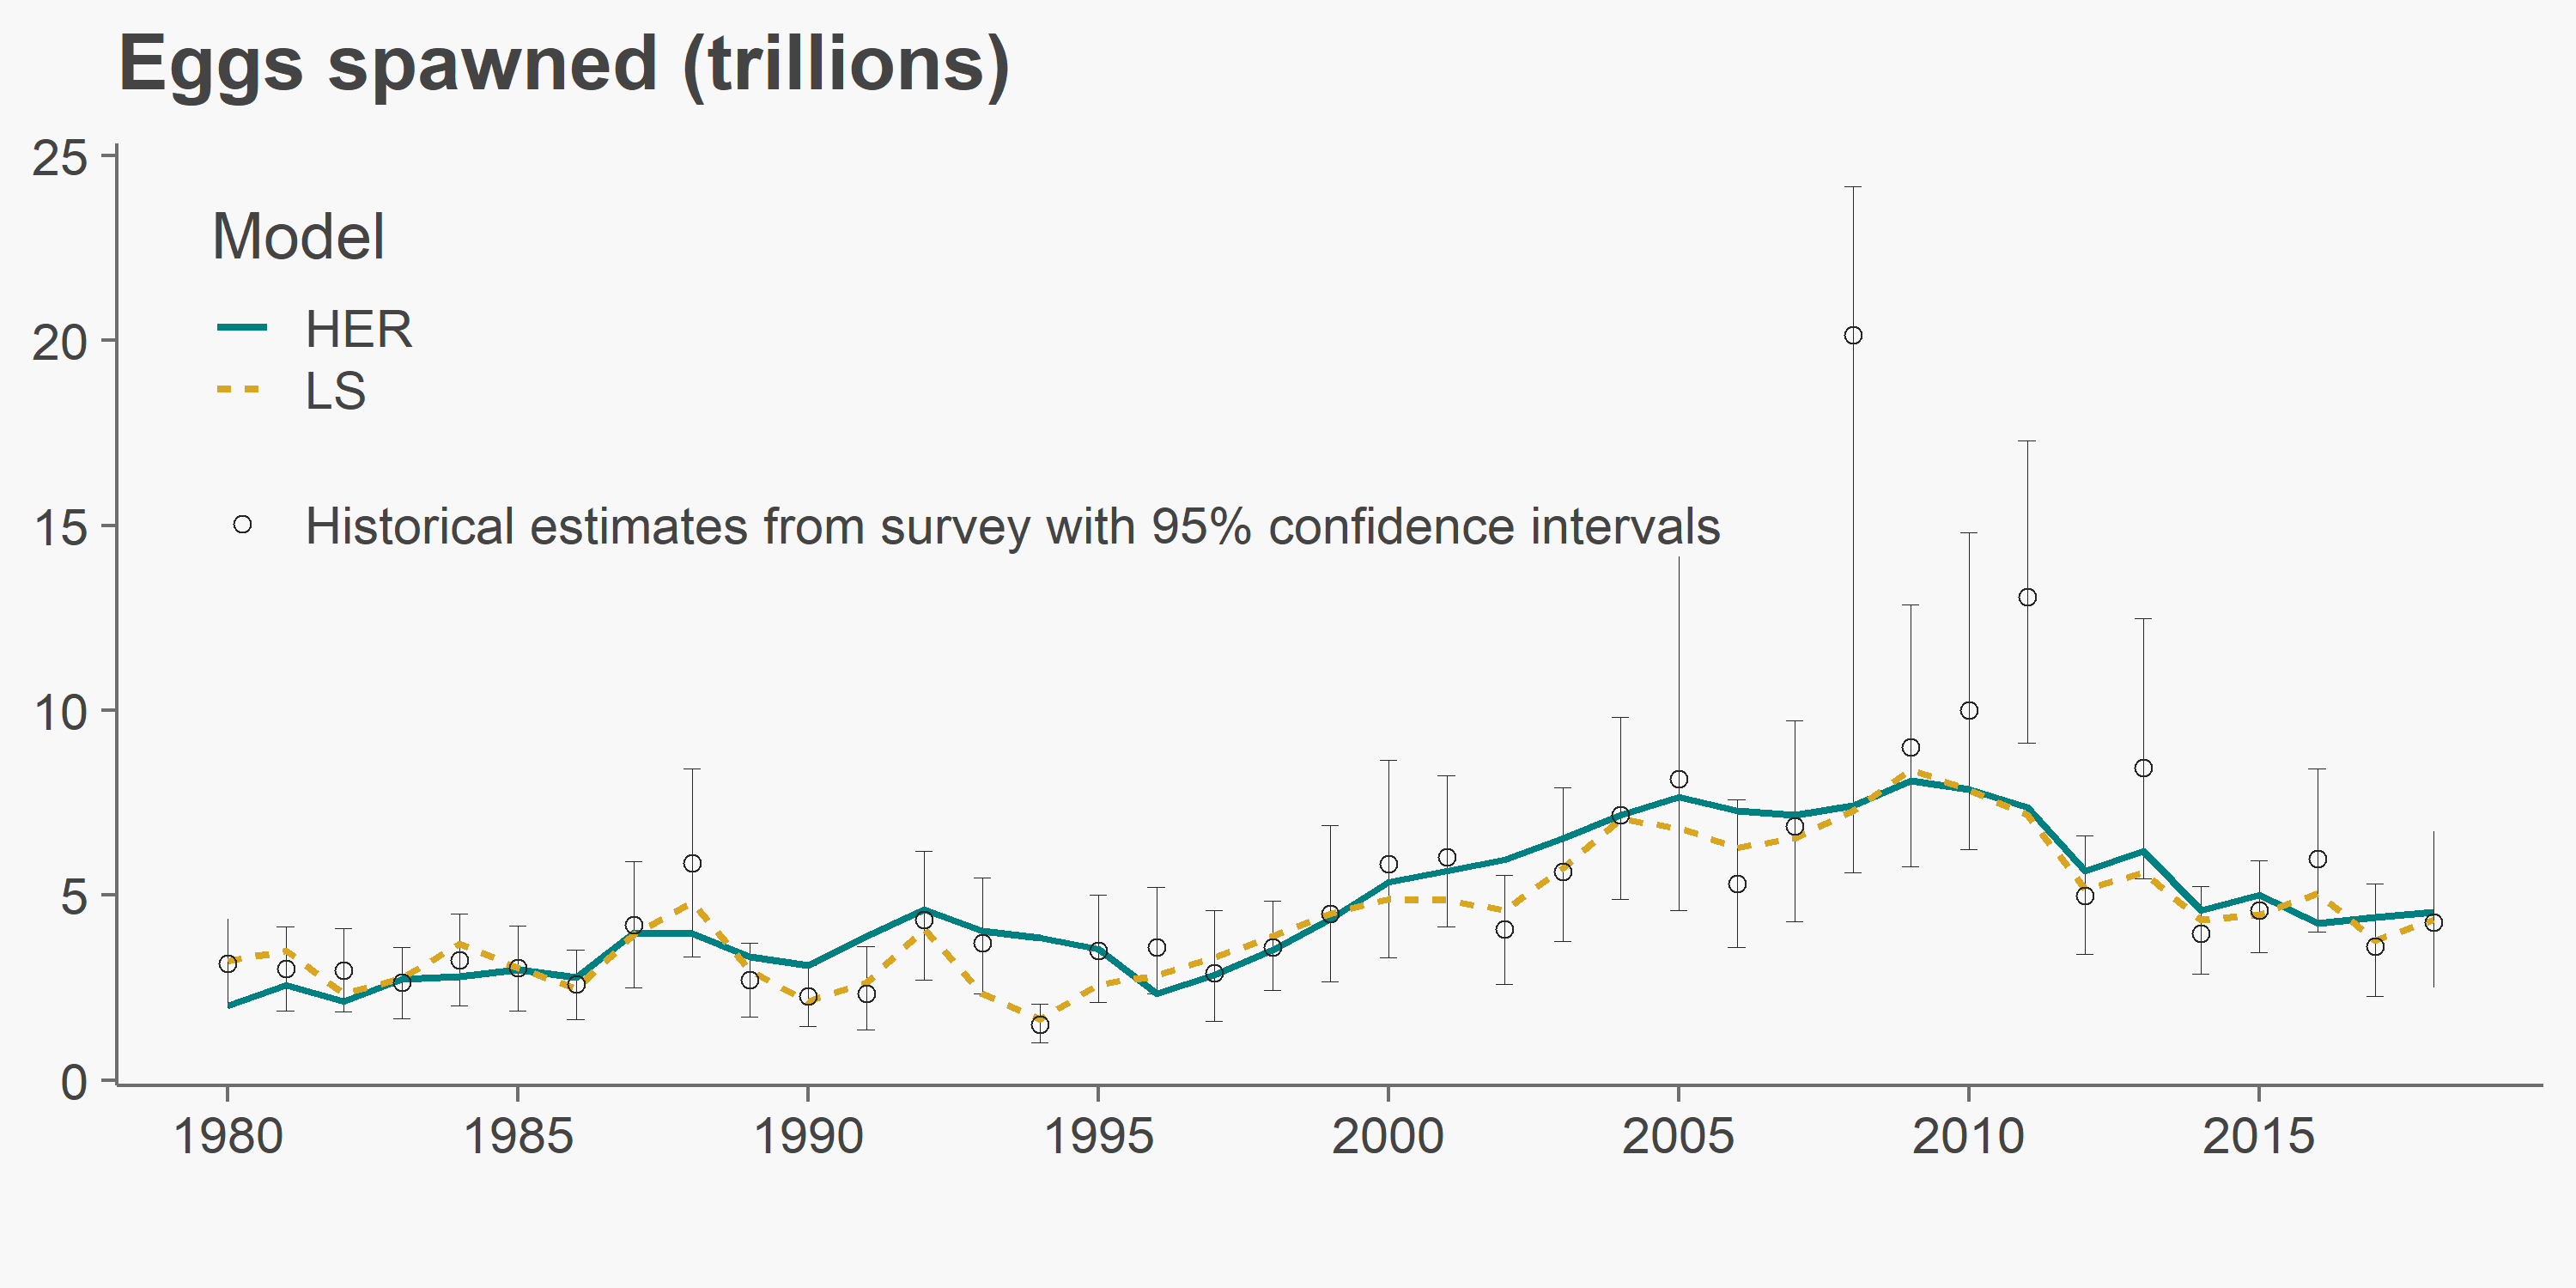 Eggs spawned (trillions)
25
Model
HER
20
LS
15
Historical estimates from survey with 95% confidence intervals
10
5
0
1980 1985 1990 1995 2000 2005 2010 2015